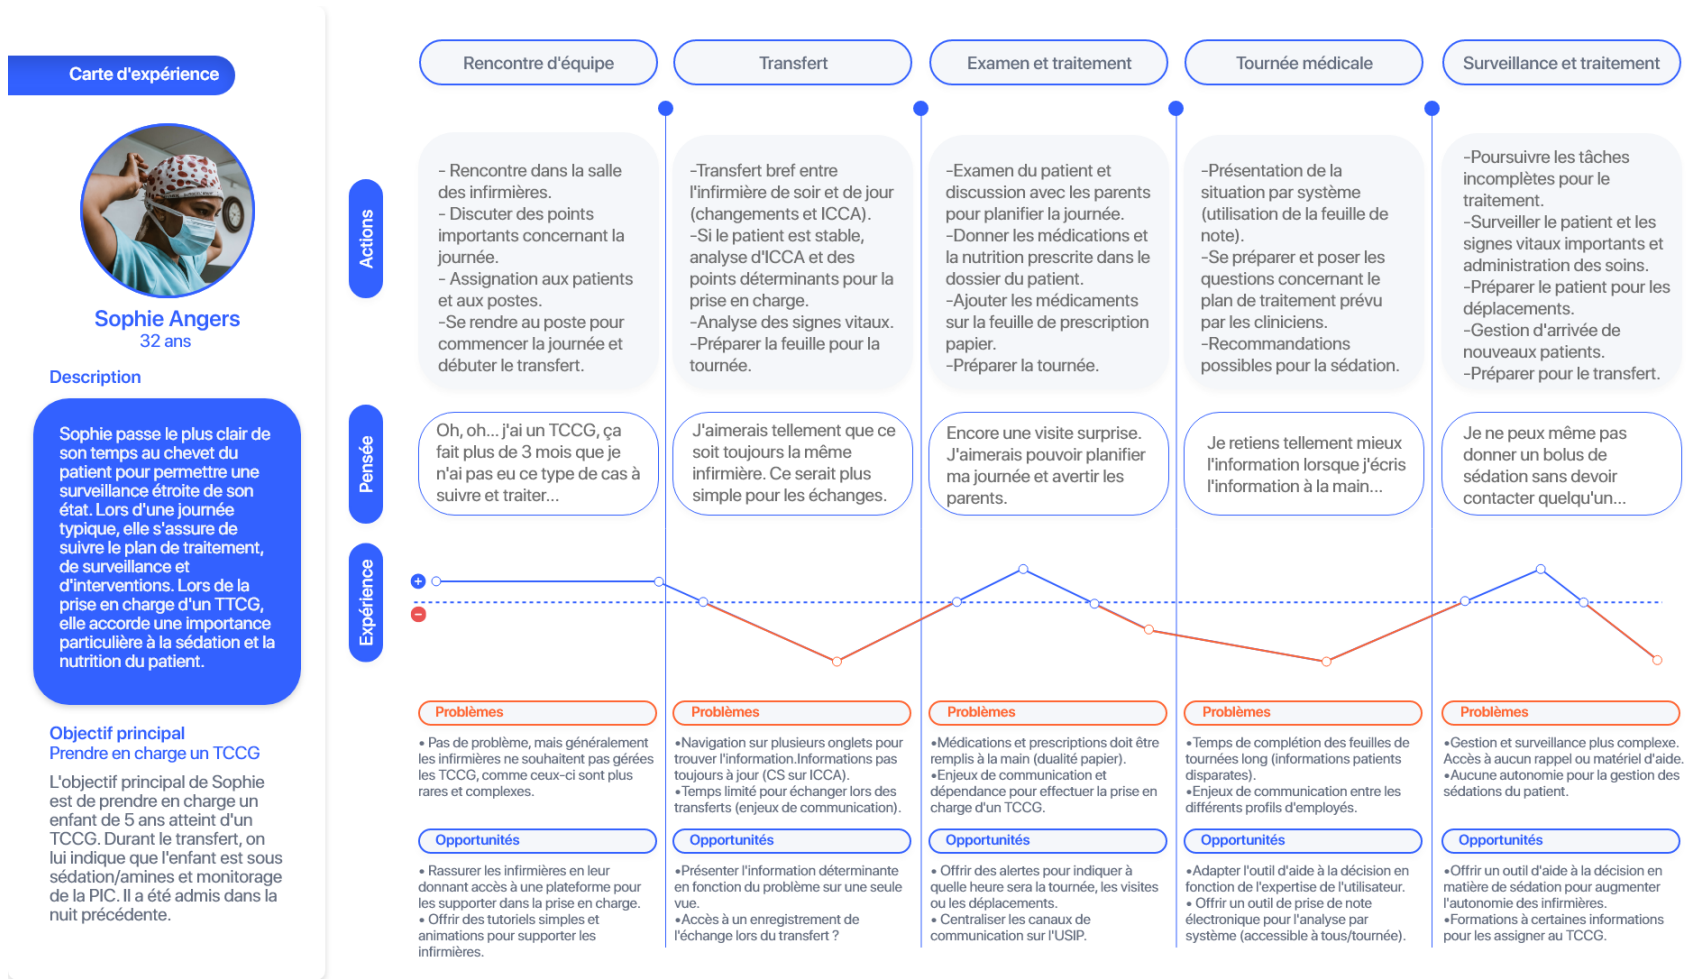 Carte d'expérience
Sophie Angers
32 ans
Description
Sophie passe le plus clair de
son temps au chevet du
patient pour permettre une
surveillance étroite de son
état. Lors d'une journée
typique, elle s'assure de
suivre le plan de traitement,
de surveillance et
d'interventions. Lors de la
prise en charge d'un TTCG,
elle accorde une importance
particulière à la sédation et la
nutrition du patient.
Objectif principal
Prendre en charge un TCCG
L'objectif principal de Sophie
est de prendre en charge un
enfant de 5 ans atteint d'un
TCCG. Durant le transfert, on
lui indique que l'enfant est sous
sédation/amines et monitorage
de la PIC. Il a été admis dans la
nuit précédente.
Rencontre d'équipe
Transfert
Examen et traitement
Tournée médicale
Surveillance et traitement
Actions
- Rencontre dans la salle
des infirmières.
- Discuter des points
importants concernant la
journée.
- Assignation aux patients
et aux postes.
-Se rendre au poste pour
commencer la journée et
débuter le transfert.
-Transfert bref entre
l'infirmière de soir et de jour
(changements et ICCA).
-Si le patient est stable,
analyse d'ICCA et des
points déterminants pour la
prise en charge.
-Analyse des signes vitaux.
-Préparer la feuille pour la
tournée.
-Examen du patient et
discussion avec les parents
pour planifier la journée.
-Donner les médications et
la nutrition prescrite dans le
dossier du patient.
-Ajouter les médicaments
sur la feuille de prescription
papier.
-Préparer la tournée.
-Présentation de la
situation par système
(utilisation de la feuille de
note).
-Se préparer et poser les
questions concernant le
plan de traitement prévu
par les cliniciens.
-Recommandations
possibles pour la sédation.
-Poursuivre les tâches
incomplètes pour le
traitement.
-Surveiller le patient et les
signes vitaux importants et
administration des soins.
-Préparer le patient pour les
déplacements.
-Gestion d'arrivée de
nouveaux patients.
-Préparer pour le transfert.
Pensée
Oh, oh... j'ai un TCCG, ça
fait plus de 3 mois que je
n'ai pas eu ce type de cas à
suivre et traiter...
J'aimerais tellement que ce
soit toujours la même
infirmière. Ce serait plus
simple pour les échanges.
Encore une visite surprise.
J'aimerais pouvoir planifier
ma journée et avertir les
parents.
Je retiens tellement mieux
l'information lorsque j'écris
l'information à la main...
Je ne peux même pas
donner un bolus de
sédation sans devoir
contacter quelqu'un...
Expérience
+
-
Problèmes
• Pas de problème, mais généralement
les infirmières ne souhaitent pas gérées
les TCCG, comme ceux-ci sont plus
rares et complexes.
Problèmes
•Navigation sur plusieurs onglets pour
trouver l'information.Informations pas
toujours à jour (CS sur ICCA).
•Temps limité pour échanger lors des
transferts (enjeux de communication).
Problèmes
•Médications et prescriptions doit être
remplis à la main (dualité papier).
•Enjeux de communication et
dépendance pour effectuer la prise en
charge d'un TCCG.
Problèmes
•Temps de complétion des feuilles de
tournées long (informations patients
disparates).
•Enjeux de communication entre les
différents profils d'employés.
Problèmes
•Gestion et surveillance plus complexe.
Accès à aucun rappel ou matériel d'aide.
•Aucune autonomie pour la gestion des
sédations du patient.
Opportunités
• Rassurer les infirmières en leur
donnant accès à une plateforme pour
les supporter dans la prise en charge.
• Offrir des tutoriels simples et
animations pour supporter les
infirmières.
Opportunités
•Présenter l'information déterminante
en fonction du problème sur une seule
vue.
•Accès à un enregistrement de
l'échange lors du transfert ?
Opportunités
• Offrir des alertes pour indiquer à
quelle heure sera la tournée, les visites
ou les déplacements.
• Centraliser les canaux de
communication sur l'USIP.
Opportunités
•Adapter l'outil d'aide à la décision en
fonction de l'expertise de l'utilisateur.
• Offrir un outil de prise de note
électronique pour l'analyse par
système (accessible à tous/tournée).
Opportunités
•Offrir un outil d'aide à la décision en
matière de sédation pour augmenter
l'autonomie des infirmières.
•Formations à certaines informations
pour les assigner au TCCG.